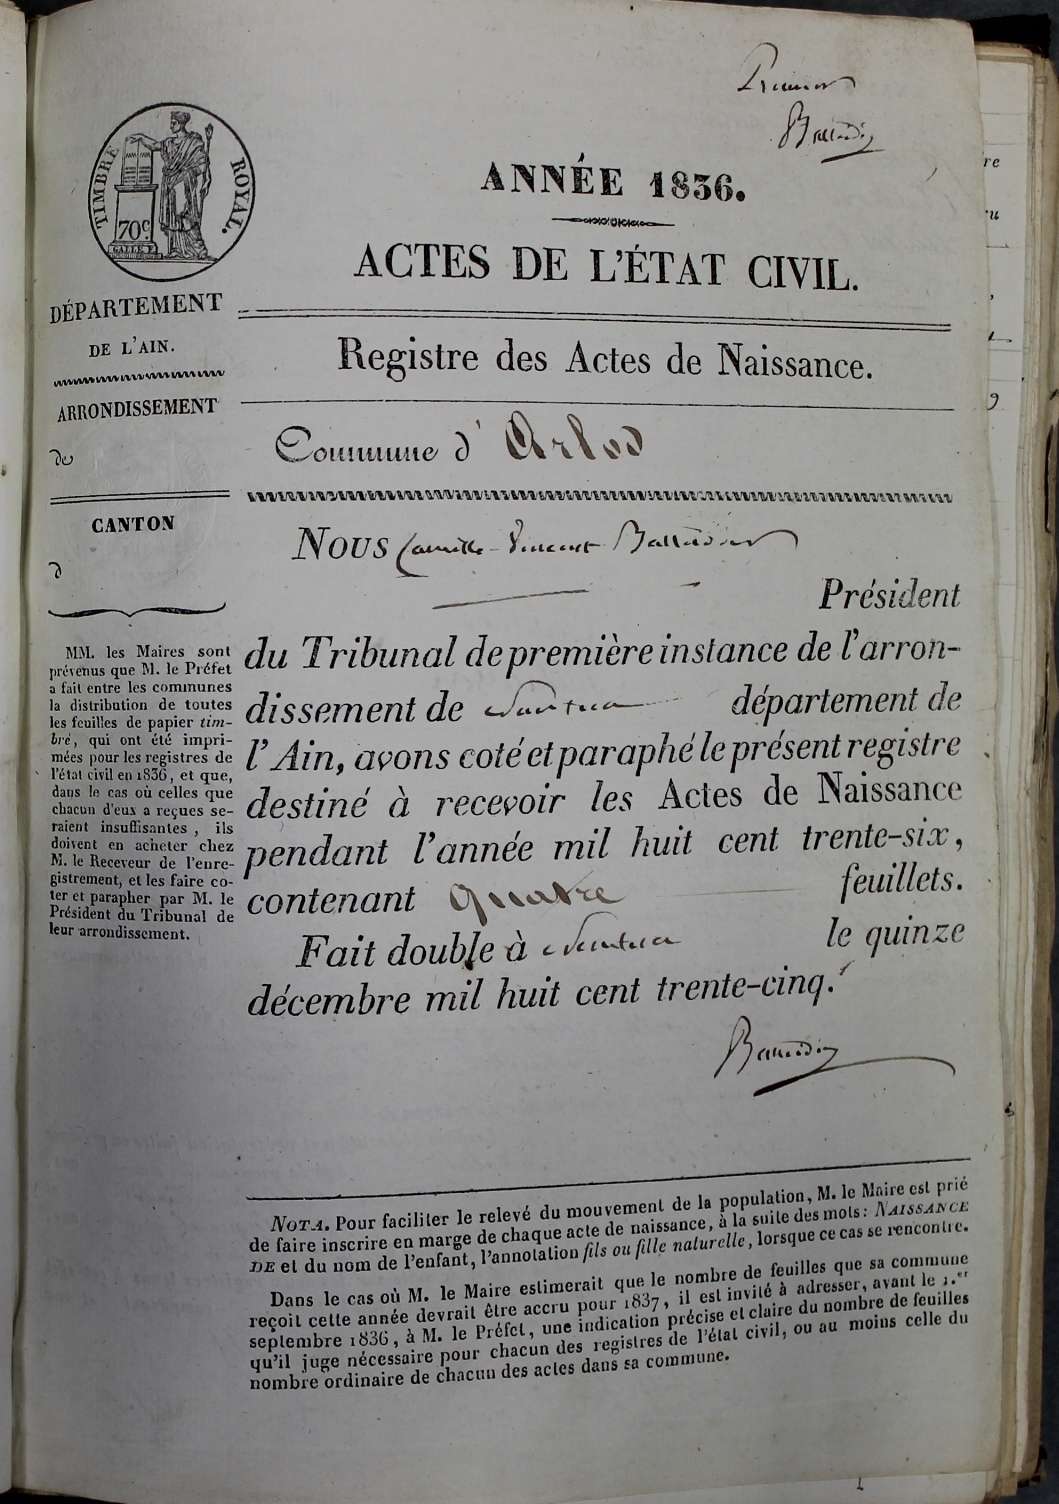 Premier
Balleidier
TIMBRE ROYAL.
70c.
GALLE F.
ANNÉE 1836.
ACTES DE L'ÉTAT CIVIL.
DÉPARTEMENT
DE L'AIN.
ARRONDISSEMENT
de
CANTON
d
MM. les Maires sont
prévenus que M. le Préfet
a fait entre les communes
la distribution de toutes
les feuilles de papier tim-
bré, qui ont été impri-
mées pour les registres de
l'état civil en 1836, et que,
dans le cas où celles que
chacun d'eux a reçues se-
raient insuffisantes, ils
doivent en acheter chez
M. le Receveur de l'enre-
gistrement, et les faire co-
ter et parapher par M. le
Président du Tribunal de
leur arrondissement.
Registre des Actes de Naissance.
Commune d'Arlod
NOUS Camille-Vincent Balleidier
Président
du Tribunal de première instance de l'arron-
dissement de Nantua département de
l'Ain, avons coté et paraphé le présent registre
destiné à recevoir les Actes de Naissance
pendant l'année mil huit cent trente-six,
contenant quatre feuillets.
Fait double à Nantua le quinze
décembre mil huit cent trente-cinq.
Balleidier
NOTA. Pour faciliter le relevé du mouvement de la population, M. le Maire est prié
de faire inscrire en marge de chaque acte de naissance, à la suite des mots: NAISSANCE
DE et du nom de l'enfant, l'annotation fils ou fille naturelle, lorsque ce cas se rencontre.
Dans le cas où M. le Maire estimerait que le nombre de feuilles que sa commune
reçoit cette année devrait être accru pour 1837, il est invité à adresser, avant le 1.er
septembre 1836, à M. le Préfet, une indication précise et claire du nombre de feuilles
qu'il juge nécessaire pour chacun des registres de l'état civil, ou au moins celle du
nombre ordinaire de chacun des actes dans sa commune.